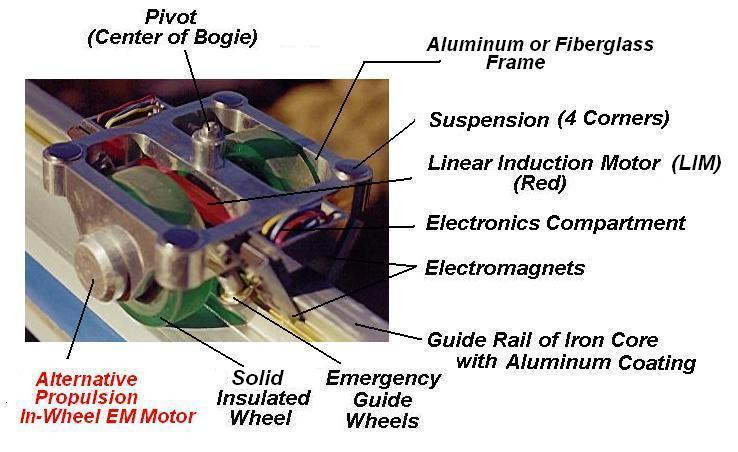 Pivot
(Center of Bogie)
Aluminum or Fiberglass
Frame
Suspension (4 Corners)
Linear Induction Motor (LIM)
(Red)
Electronics Compartment
Electromagnets
Guide Rail of Iron Core
with Aluminum Coating
Alternative
Propulsion
In-Wheel EM Motor
Solid
Insulated
Wheel
Emergency
Guide
Wheels